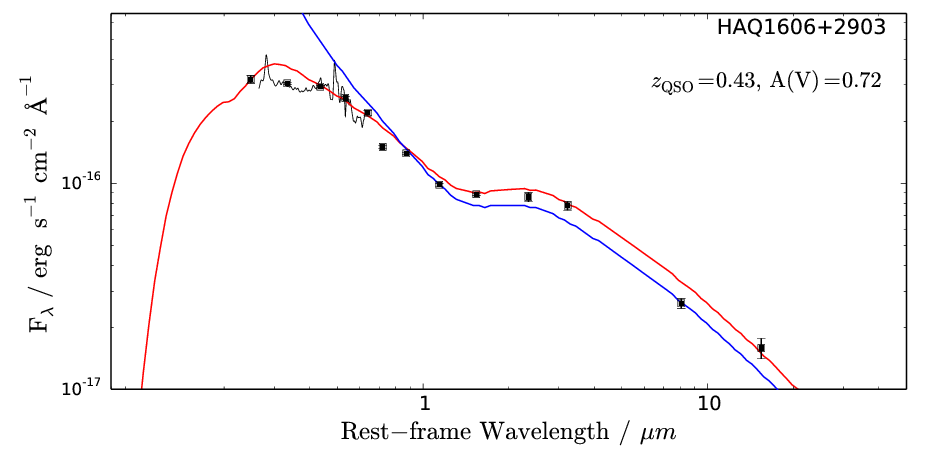 HAQ1606+2903
z_QSO=0.43, A(V)=0.72
F_λ / erg s⁻¹ cm⁻² Å⁻¹
10⁻¹⁶
10⁻¹⁷
1 10
Rest−frame Wavelength / μm